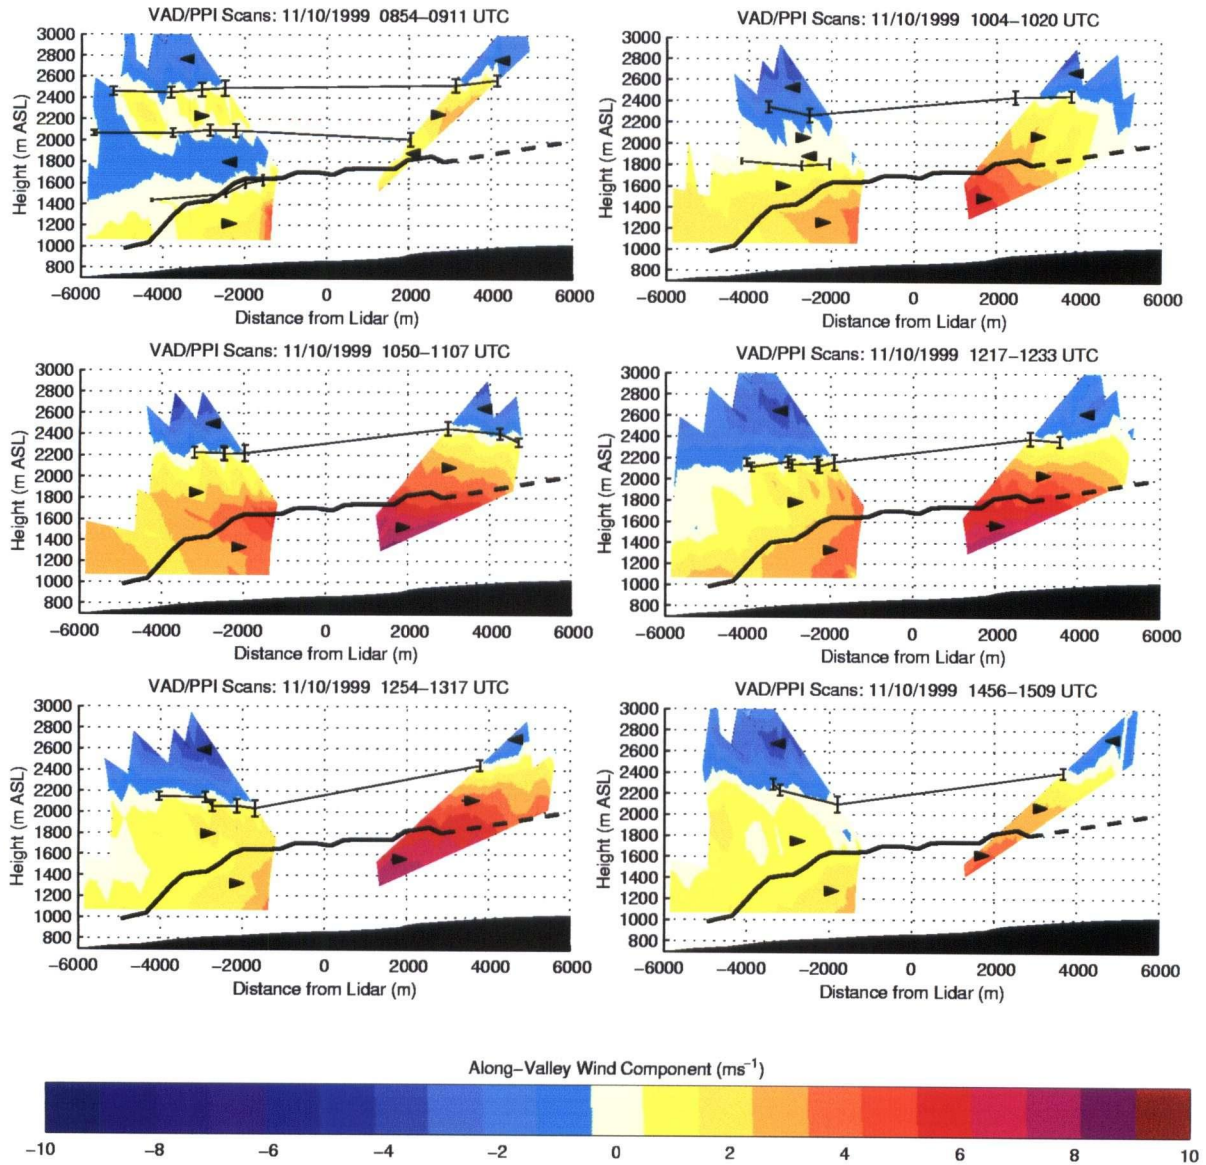 VAD/PPI Scans: 11/10/1999 0854–0911 UTC
Height (m ASL)
3000
2800
2600
2400
2200
2000
1800
1600
1400
1200
1000
800
−6000 −4000 −2000 0 2000 4000 6000
Distance from Lidar (m)
VAD/PPI Scans: 11/10/1999 1004–1020 UTC
Height (m ASL)
3000
2800
2600
2400
2200
2000
1800
1600
1400
1200
1000
800
−6000 −4000 −2000 0 2000 4000 6000
Distance from Lidar (m)
VAD/PPI Scans: 11/10/1999 1050–1107 UTC
Height (m ASL)
3000
2800
2600
2400
2200
2000
1800
1600
1400
1200
1000
800
−6000 −4000 −2000 0 2000 4000 6000
Distance from Lidar (m)
VAD/PPI Scans: 11/10/1999 1217–1233 UTC
Height (m ASL)
3000
2800
2600
2400
2200
2000
1800
1600
1400
1200
1000
800
−6000 −4000 −2000 0 2000 4000 6000
Distance from Lidar (m)
VAD/PPI Scans: 11/10/1999 1254–1317 UTC
Height (m ASL)
3000
2800
2600
2400
2200
2000
1800
1600
1400
1200
1000
800
−6000 −4000 −2000 0 2000 4000 6000
Distance from Lidar (m)
VAD/PPI Scans: 11/10/1999 1456–1509 UTC
Height (m ASL)
3000
2800
2600
2400
2200
2000
1800
1600
1400
1200
1000
800
−6000 −4000 −2000 0 2000 4000 6000
Distance from Lidar (m)
Along–Valley Wind Component (ms⁻¹)
−10 −8 −6 −4 −2 0 2 4 6 8 10